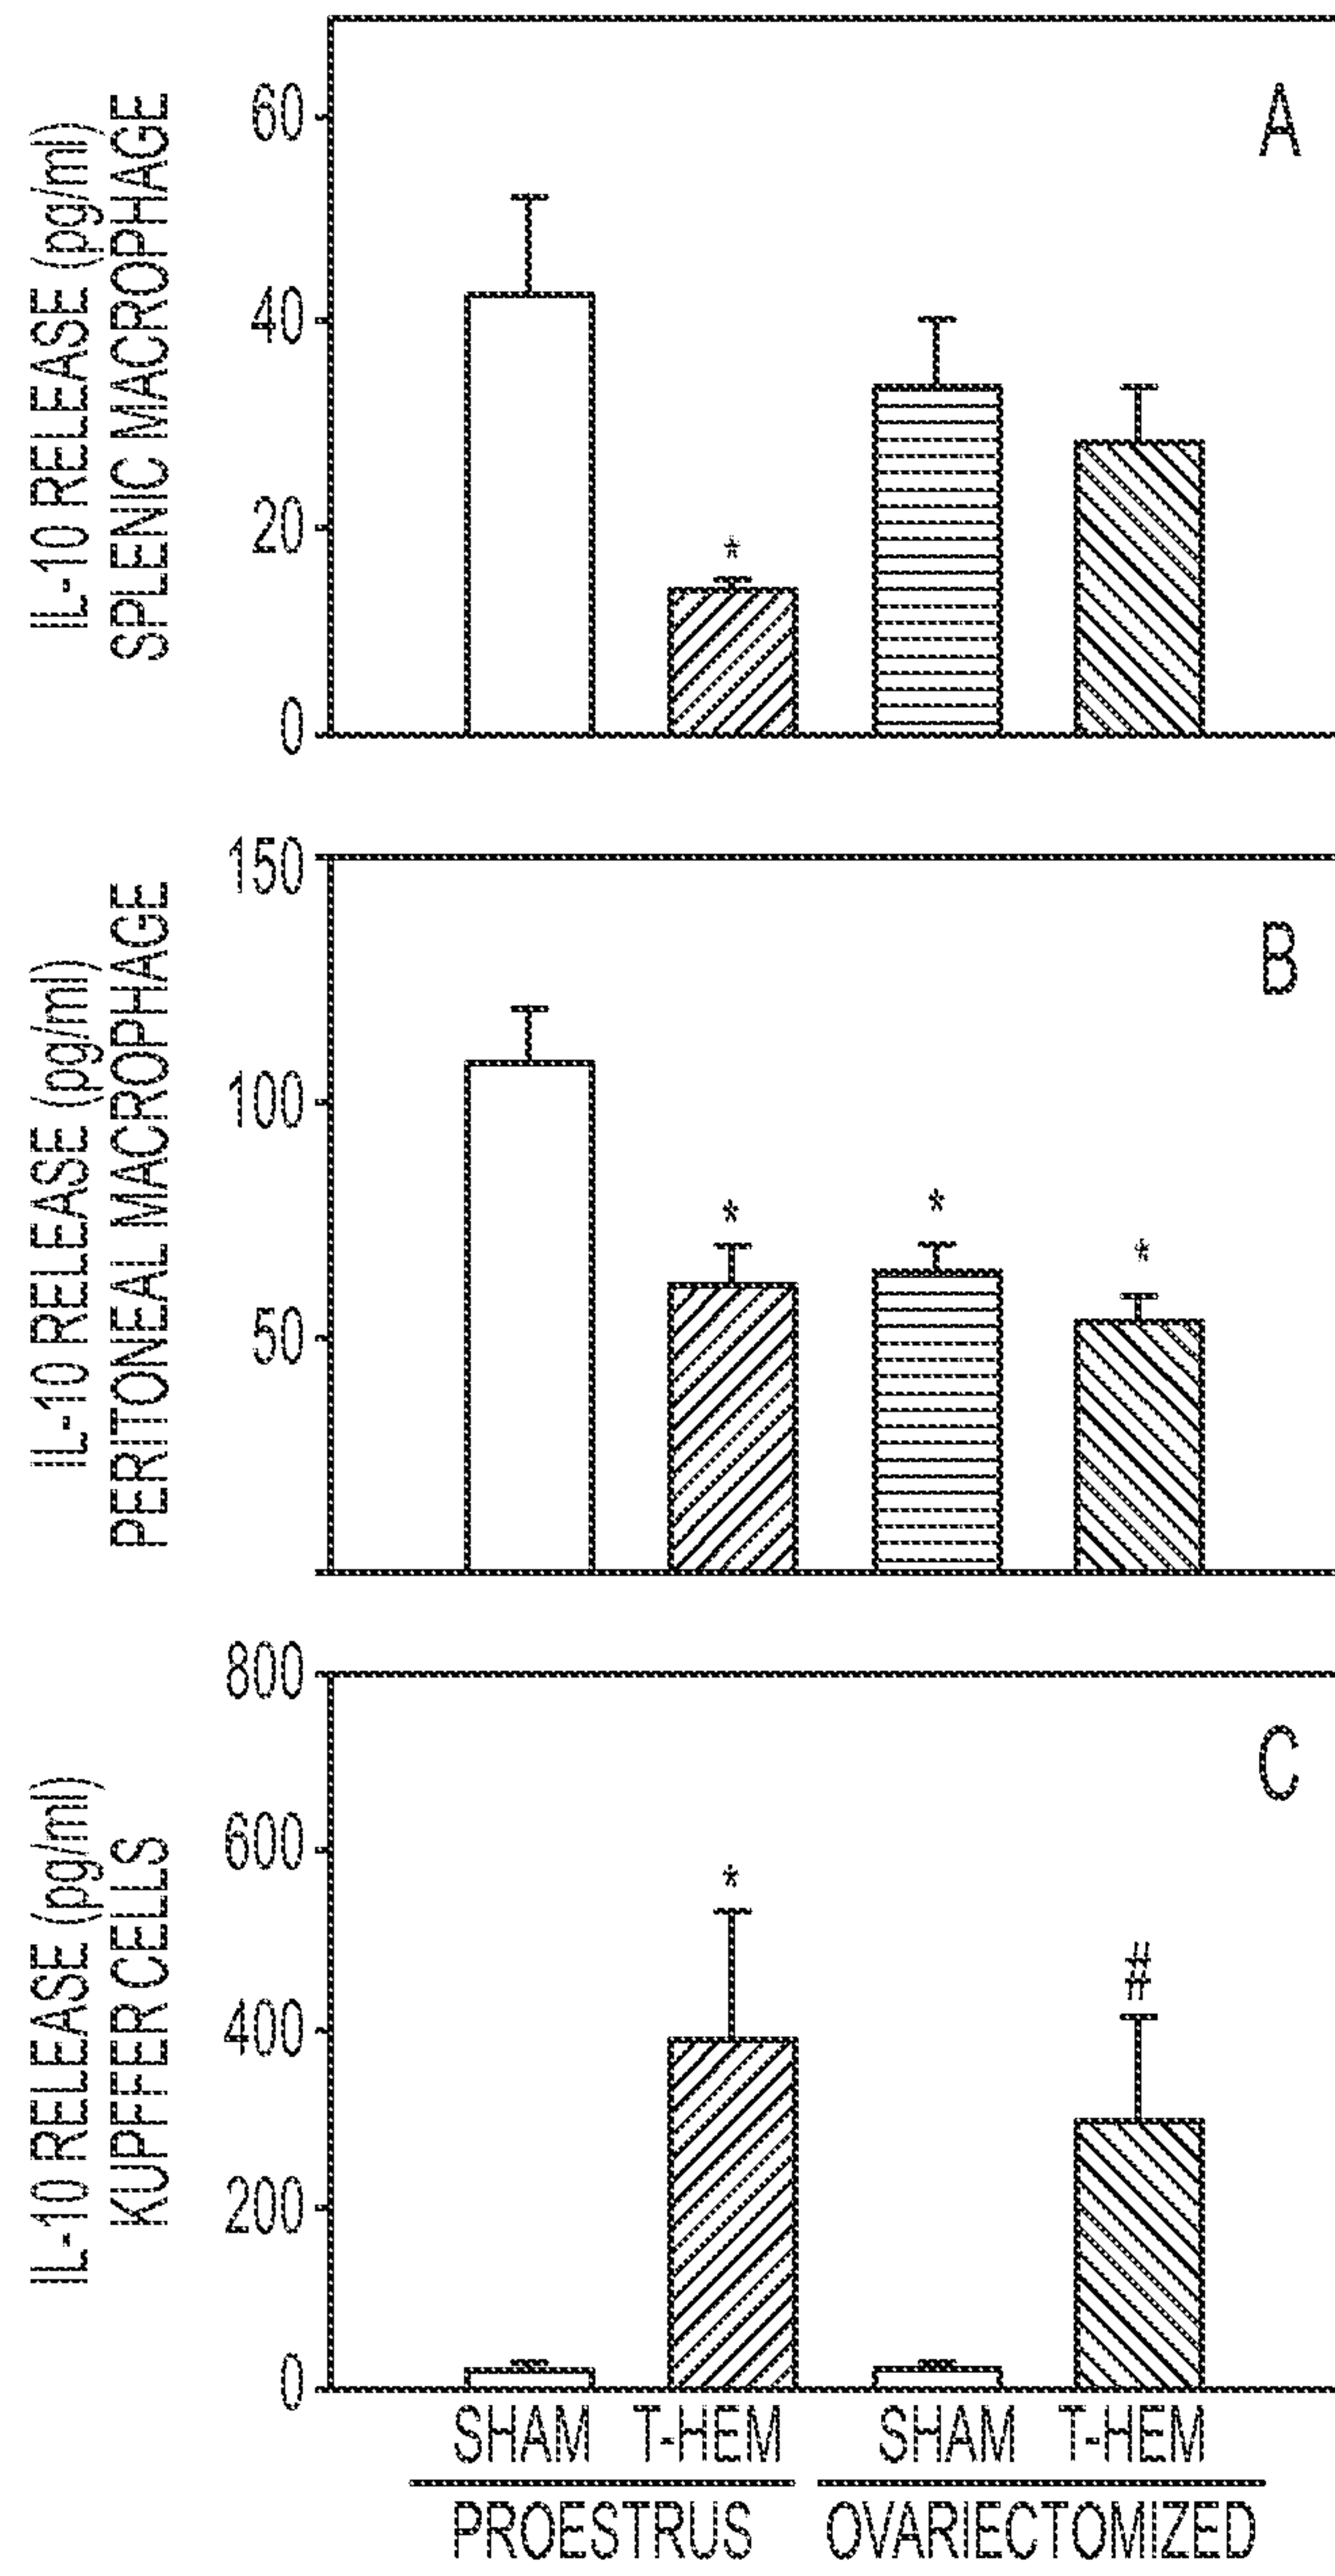 IL-10 RELEASE (pg/ml)
SPLENIC MACROPHAGE
60
40
20
0
A
*
IL-10 RELEASE (pg/ml)
PERITONEAL MACROPHAGE
150
100
50
B
*
*
*
IL-10 RELEASE (pg/ml)
KUPFFER CELLS
800
600
400
200
0
C
*
#
SHAM T-HEM SHAM T-HEM
PROESTRUS OVARIECTOMIZED